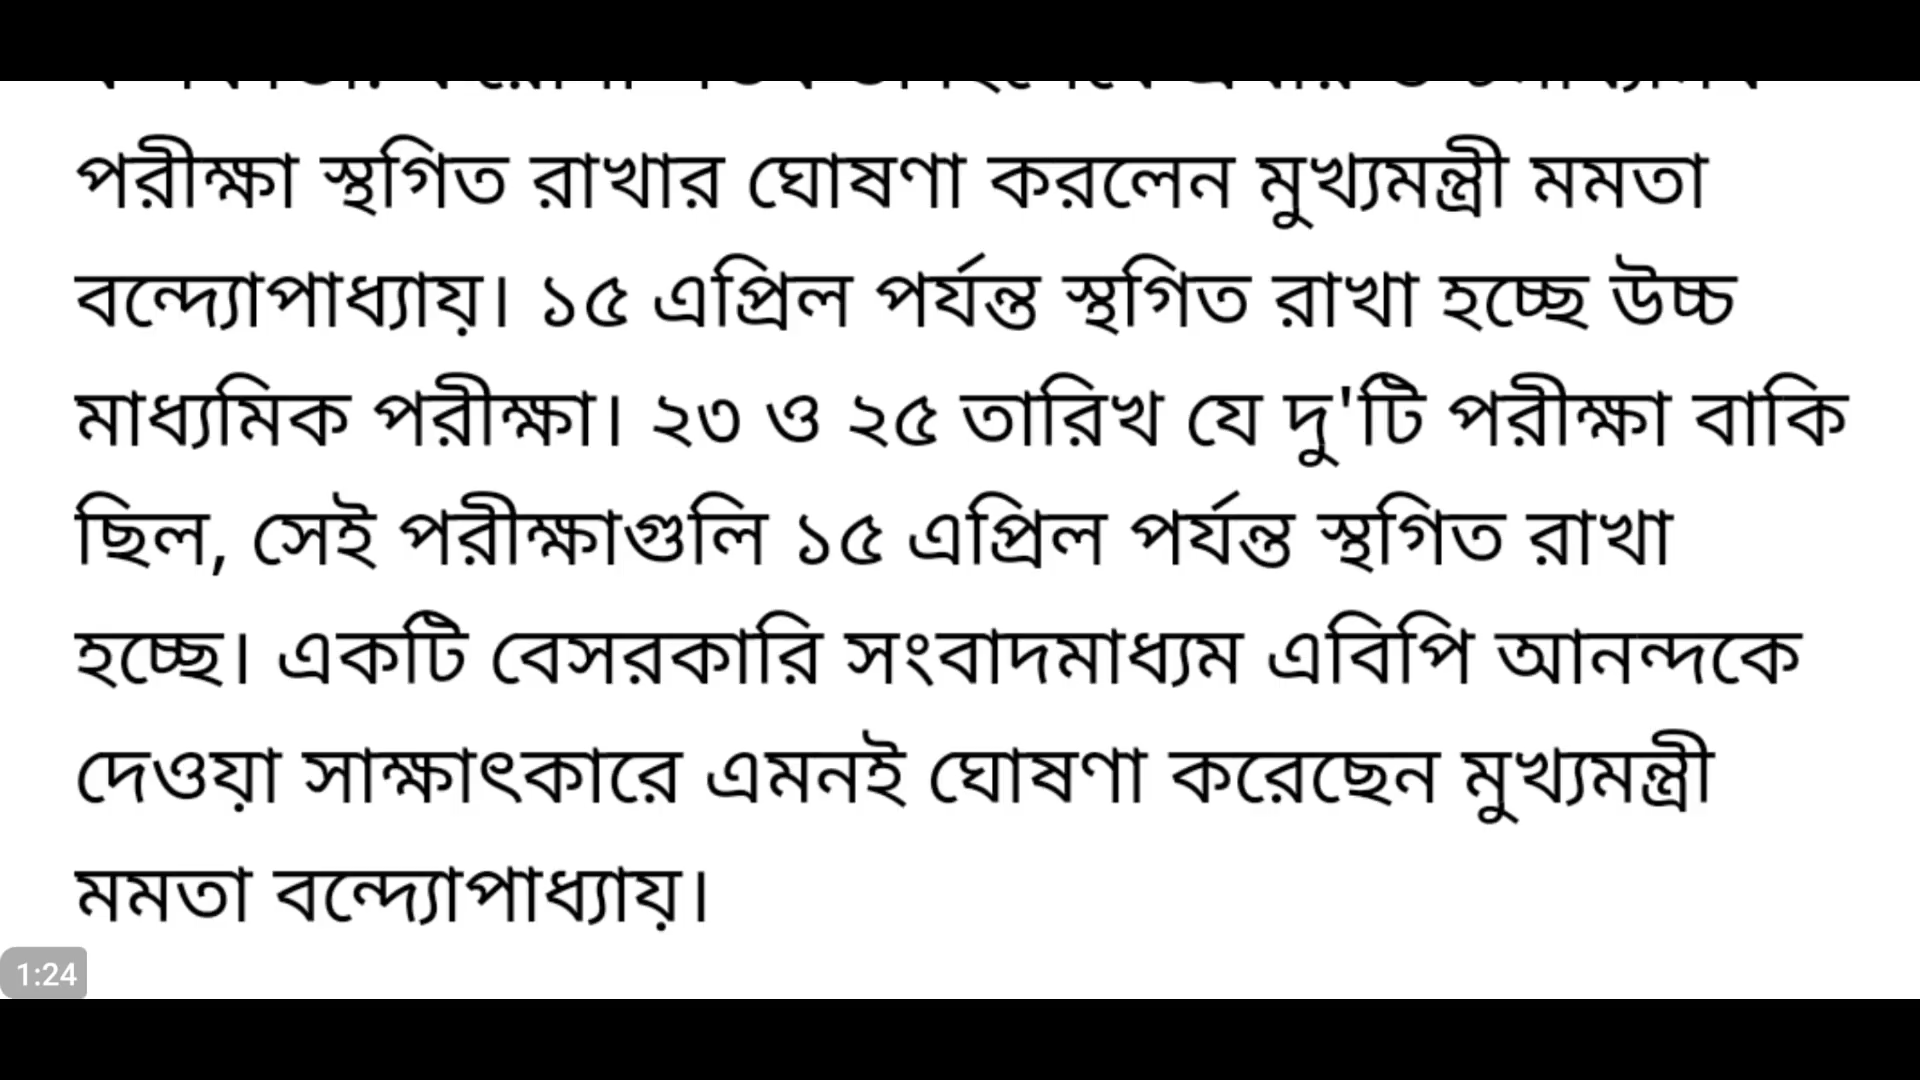 পরীক্ষা স্থগিত রাখার ঘোষণা করলেন মুখ্যমন্ত্রী মমতা
বন্দ্যোপাধ্যায়। ১৫ এপ্রিল পর্যন্ত স্থগিত রাখা হচ্ছে উচ্চ
মাধ্যমিক পরীক্ষা। ২৩ ও ২৫ তারিখ যে দু'টি পরীক্ষা বাকি
ছিল, সেই পরীক্ষাগুলি ১৫ এপ্রিল পর্যন্ত স্থগিত রাখা
হচ্ছে। একটি বেসরকারি সংবাদমাধ্যম এবিপি আনন্দকে
দেওয়া সাক্ষাৎকারে এমনই ঘোষণা করেছেন মুখ্যমন্ত্রী
মমতা বন্দ্যোপাধ্যায়।
1:24